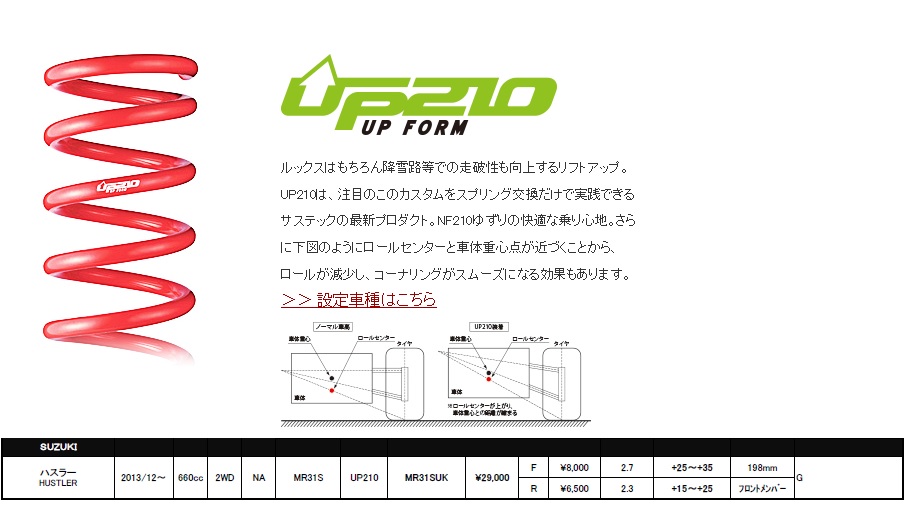 UP210
UP FORM
UP210
ルックスはもちろん降雪路等での走破性も向上するリフトアップ。
UP210は、注目のこのカスタムをスプリング交換だけで実践できる
サステックの最新プロダクト。NF210ゆずりの快適な乗り心地。さら
に下図のようにロールセンターと車体重心点が近づくことから、
ロールが減少し、コーナリングがスムーズになる効果もあります。
＞＞ 設定車種はこちら
ノーマル車高
車体重心
ロールセンター
タイヤ
車体
UP210装着
車体重心
ロールセンター
タイヤ
車体
※ロールセンターが上がり、
車体重心との距離が縮まる
SUZUKI
ハスラー
HUSTLER
2013/12～ 660cc 2WD NA MR31S UP210 MR31SUK ¥29,000
F ¥8,000 2.7 +25～+35 198mm
R ¥6,500 2.3 +15～+25 フロントメンバー
G